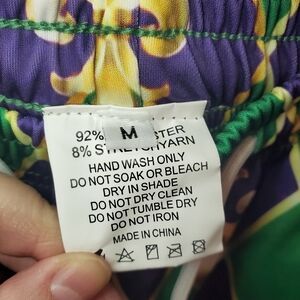 92% M STER
8% STRETCHYARN
HAND WASH ONLY
DO NOT SOAK OR BLEACH
DRY IN SHADE
DO NOT DRY CLEAN
DO NOT TUMBLE DRY
DO NOT IRON
MADE IN CHINA